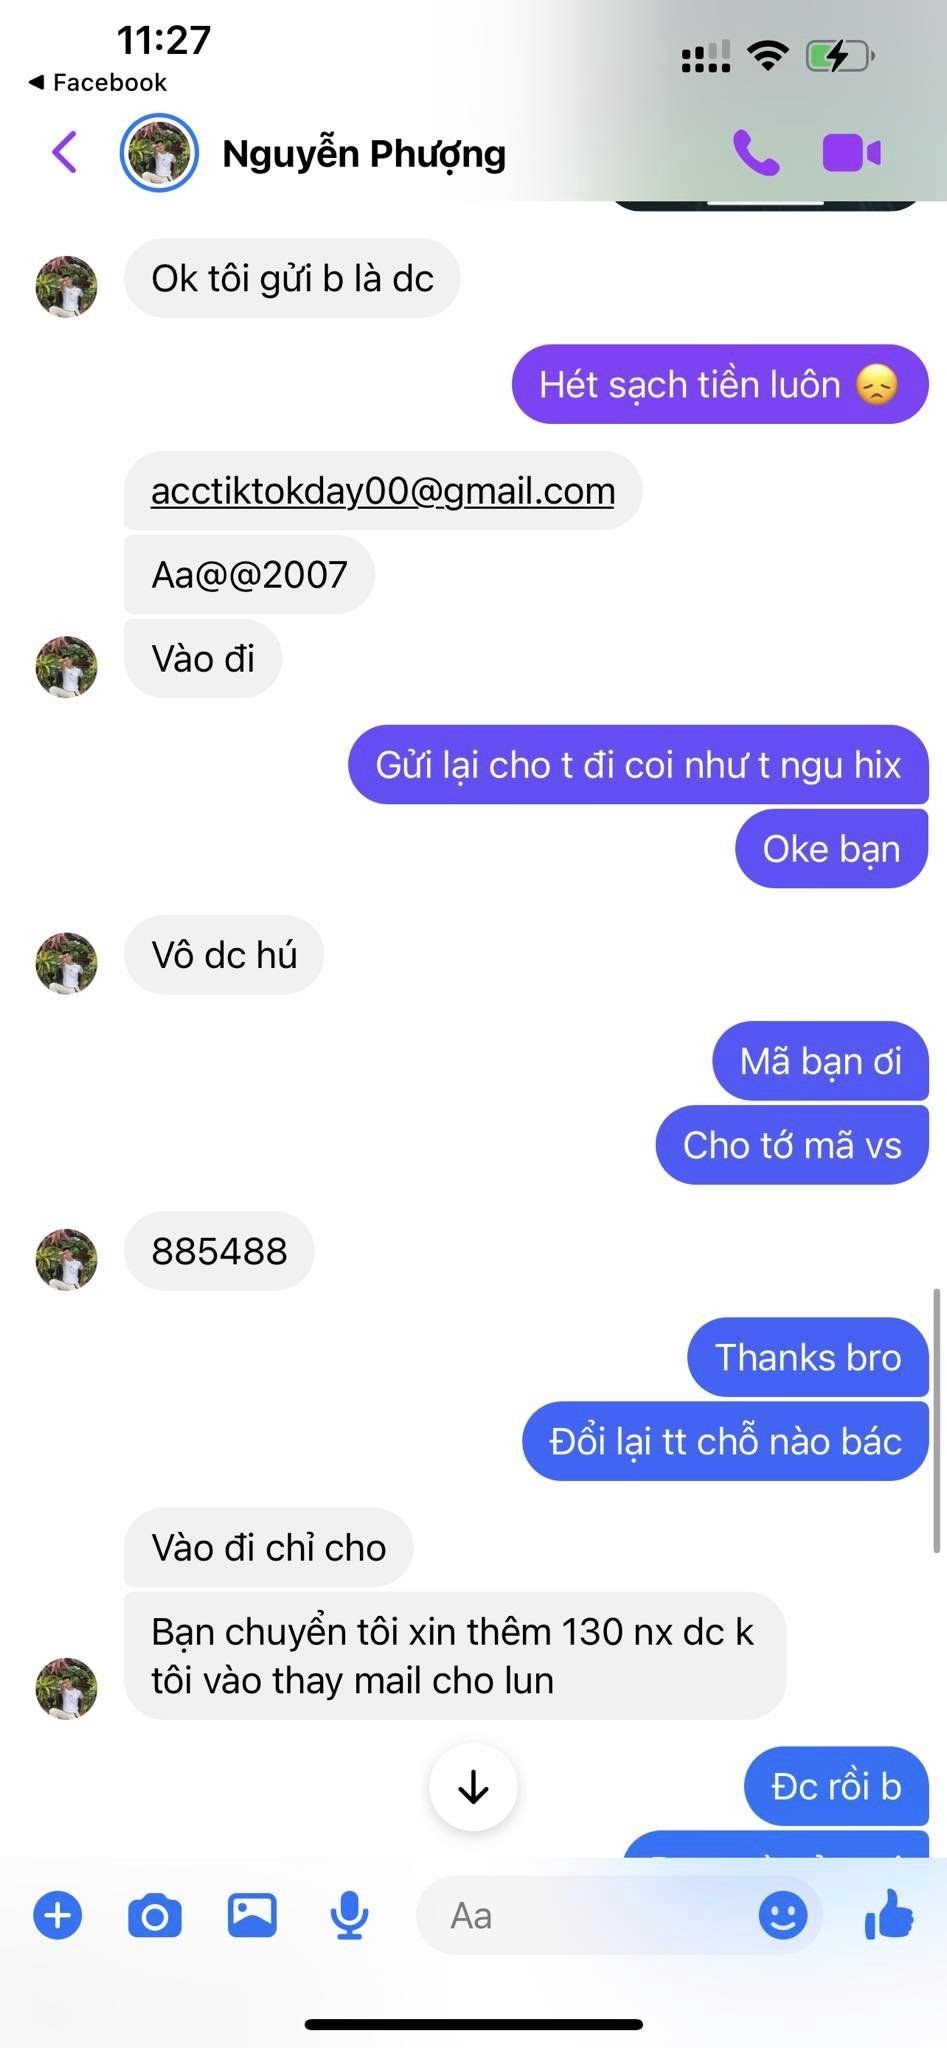 11:27
Facebook
Nguyễn Phượng
Ok tôi gửi b là dc
Hét sạch tiền luôn 😞
acctiktokday00@gmail.com
Aa@@2007
Vào đi
Gửi lại cho t đi coi như t ngu hix
Oke bạn
Vô dc hú
Mã bạn ơi
Cho tớ mã vs
885488
Thanks bro
Đổi lại tt chỗ nào bác
Vào đi chỉ cho
Bạn chuyển tôi xin thêm 130 nx dc k
tôi vào thay mail cho lun
Đc rồi b
Aa